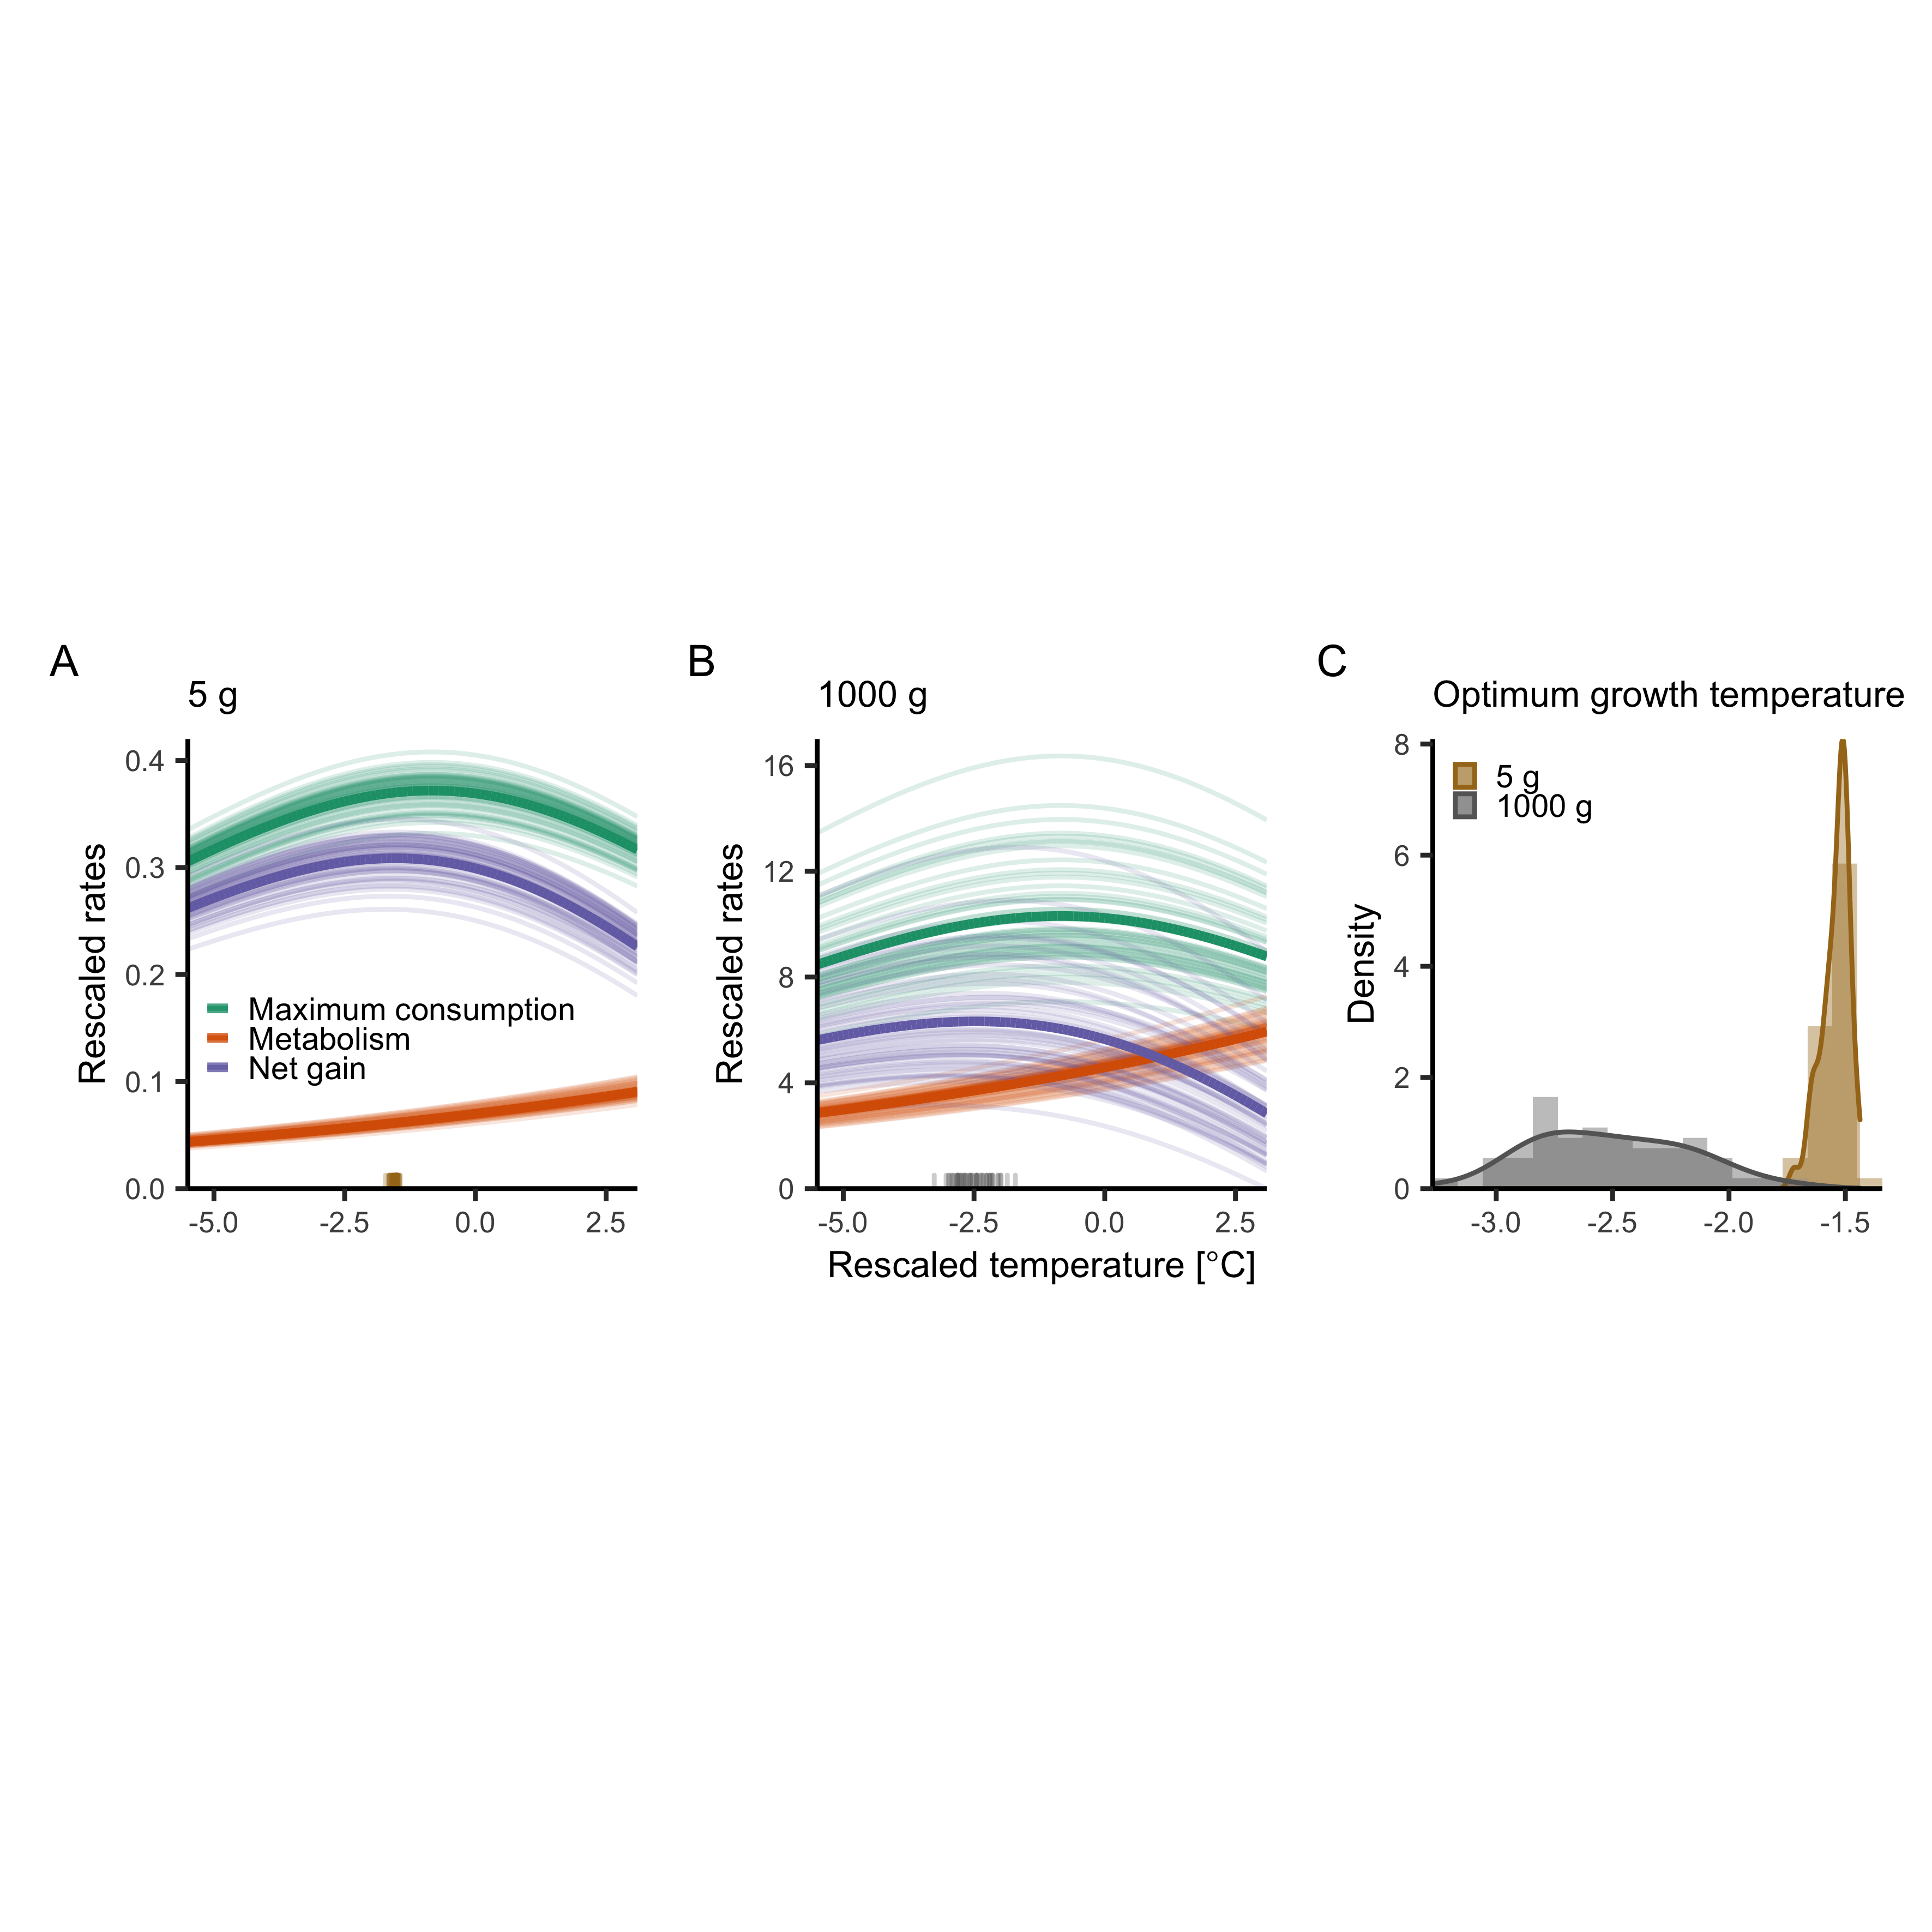 A
5 g
Rescaled rates
0.4
0.3
0.2
0.1
0.0
Maximum consumption
Metabolism
Net gain
-5.0 -2.5 0.0 2.5
B
1000 g
Rescaled rates
16
12
8
4
0
-5.0 -2.5 0.0 2.5
Rescaled temperature [°C]
C
Optimum growth temperature
Density
8
6
4
2
0
5 g
1000 g
-3.0 -2.5 -2.0 -1.5